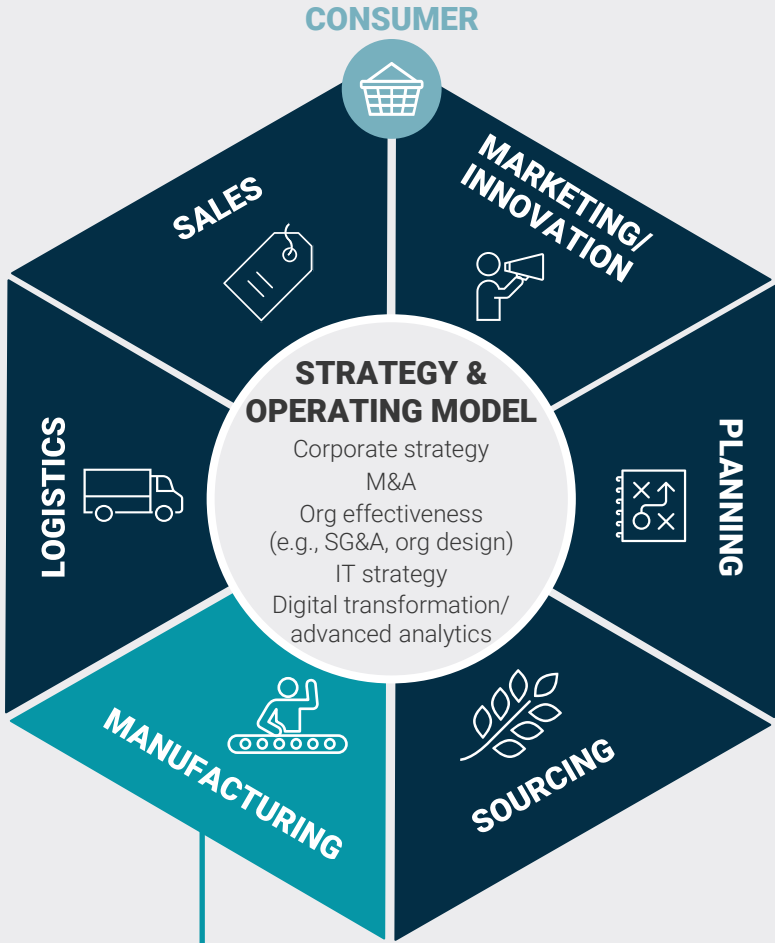 CONSUMER
SALES
MARKETING/
INNOVATION
LOGISTICS
STRATEGY &
OPERATING MODEL
Corporate strategy
M&A
Org effectiveness
(e.g., SG&A, org design)
IT strategy
Digital transformation/
advanced analytics
PLANNING
MANUFACTURING
SOURCING